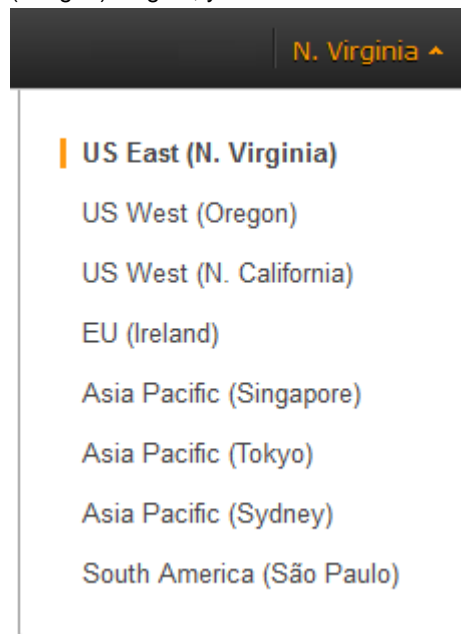 N. Virginia
US East (N. Virginia)
US West (Oregon)
US West (N. California)
EU (Ireland)
Asia Pacific (Singapore)
Asia Pacific (Tokyo)
Asia Pacific (Sydney)
South America (São Paulo)